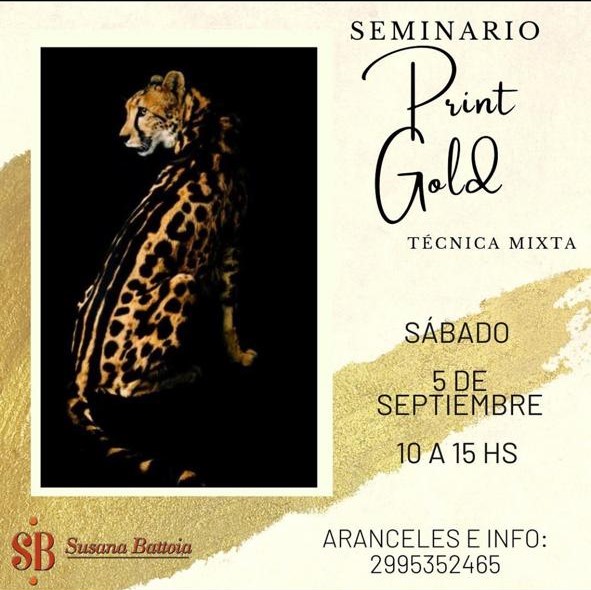 SEMINARIO
Print
Gold
TÉCNICA MIXTA
SÁBADO
5 DE
SEPTIEMBRE
10 A 15 HS
ARANCELES E INFO:
2995352465
SB Susana Battoia